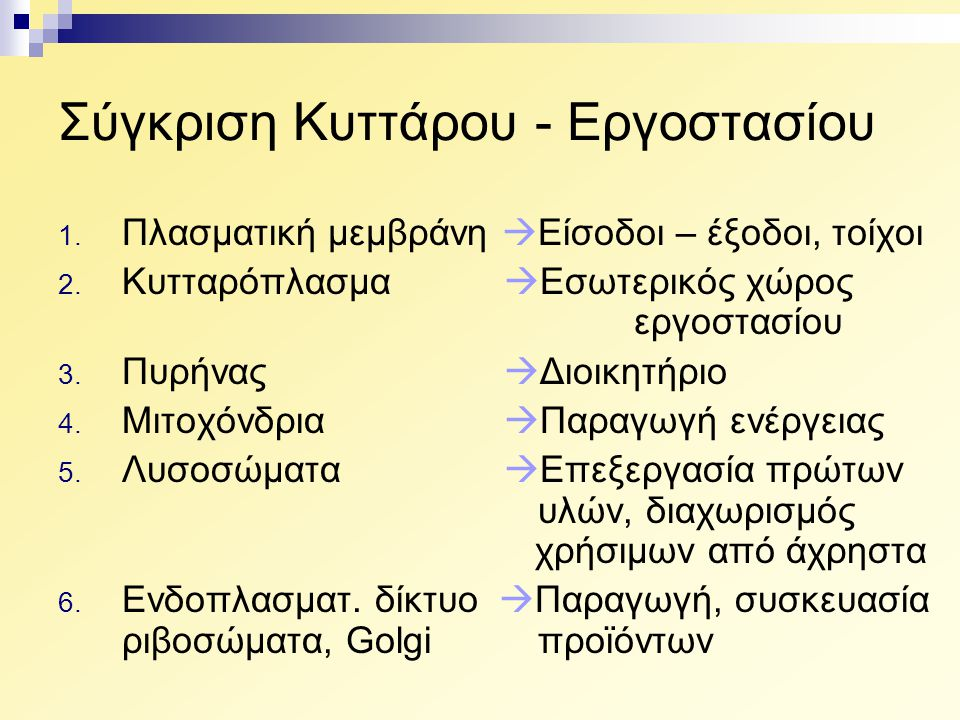 Σύγκριση Κυττάρου - Εργοστασίου
1. Πλασματική μεμβράνη →Είσοδοι – έξοδοι, τοίχοι
2. Κυτταρόπλασμα →Εσωτερικός χώρος
εργοστασίου
3. Πυρήνας →Διοικητήριο
4. Μιτοχόνδρια →Παραγωγή ενέργειας
5. Λυσοσώματα →Επεξεργασία πρώτων
υλών, διαχωρισμός
χρήσιμων από άχρηστα
6. Ενδοπλασματ. δίκτυο →Παραγωγή, συσκευασία
ριβοσώματα, Golgi προϊόντων